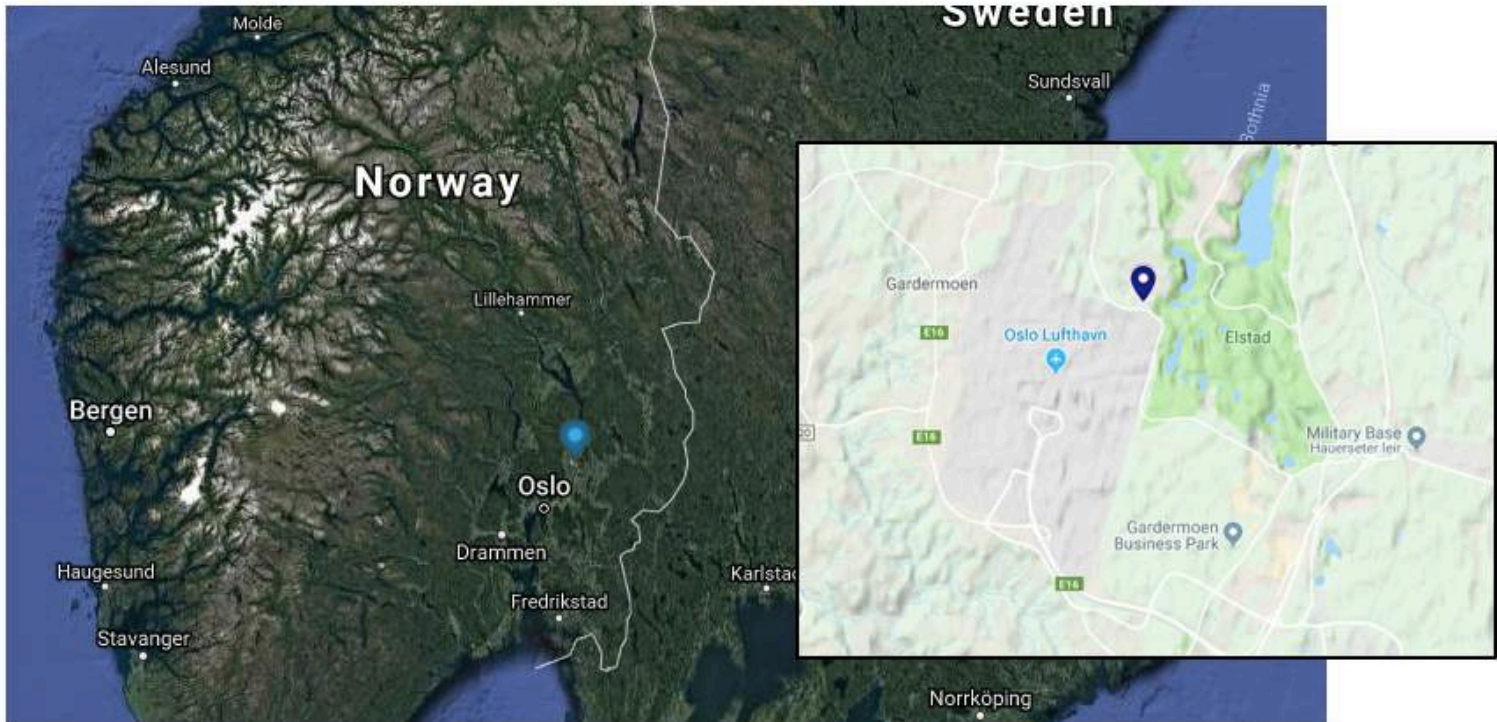 Molde
Sweden
Alesund
Sundsvall
Bothnia
Norway
Lillehammer
Bergen
Oslo
Drammen
Haugesund
Fredrikstad
Stavanger
Karlstad
Norrköping
Gardermoen
E16
Oslo Lufthavn
Elstad
E16
Military Base
Hauerseter leir
Gardermoen
Business Park
E16